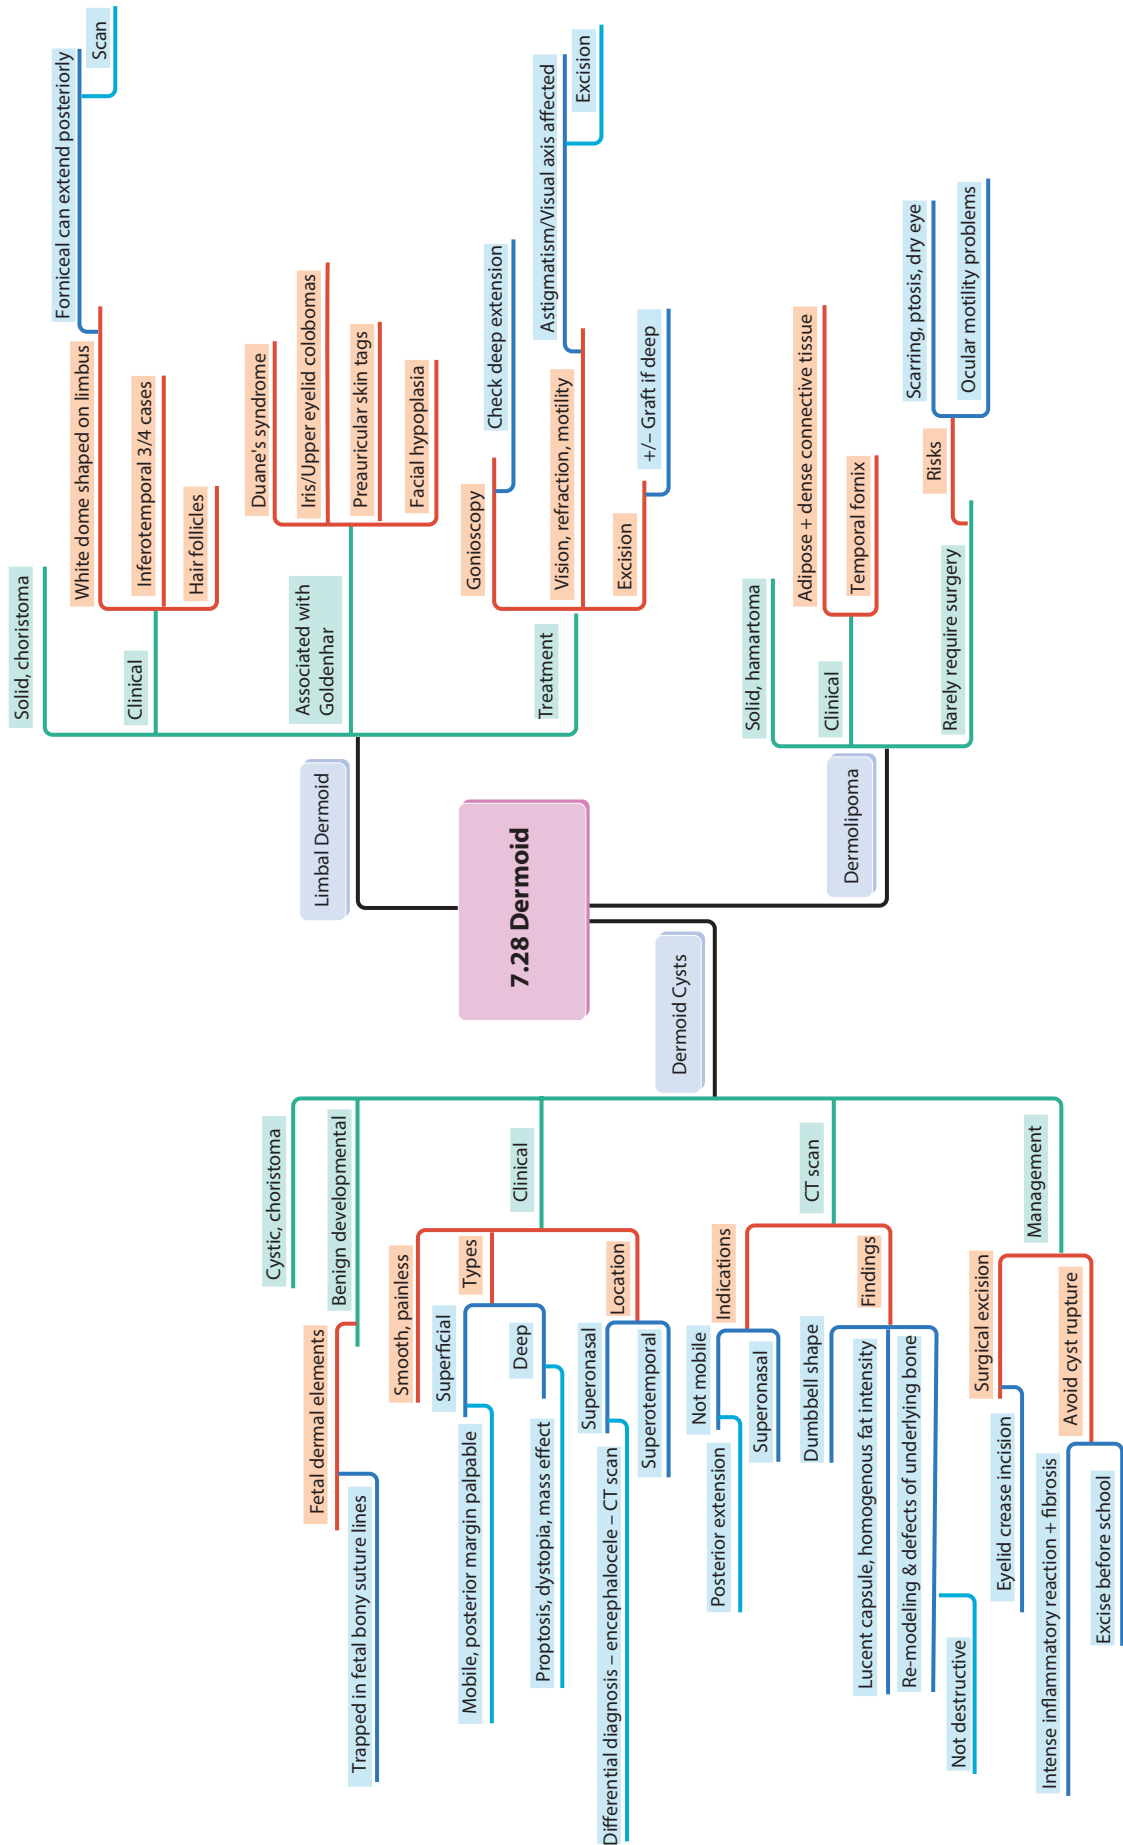 7.28 Dermoid
Limbal Dermoid
Solid, choristoma
Clinical
White dome shaped on limbus
Forniceal can extend posteriorly
Scan
Inferotemporal 3/4 cases
Hair follicles
Associated with
Goldenhar
Duane's syndrome
Iris/Upper eyelid colobomas
Preauricular skin tags
Facial hypoplasia
Treatment
Gonioscopy
Check deep extension
Vision, refraction, motility
Astigmatism/Visual axis affected
Excision
Excision
+/− Graft if deep
Dermolipoma
Solid, hamartoma
Clinical
Adipose + dense connective tissue
Temporal fornix
Rarely require surgery
Risks
Scarring, ptosis, dry eye
Ocular motility problems
Dermoid Cysts
Cystic, choristoma
Benign developmental
Fetal dermal elements
Trapped in fetal bony suture lines
Clinical
Smooth, painless
Types
Superficial
Mobile, posterior margin palpable
Deep
Proptosis, dystopia, mass effect
Location
Superonasal
Differential diagnosis – encephalocele – CT scan
Superotemporal
CT scan
Indications
Not mobile
Posterior extension
Superonasal
Findings
Dumbbell shape
Lucent capsule, homogenous fat intensity
Re-modeling & defects of underlying bone
Not destructive
Management
Surgical excision
Eyelid crease incision
Avoid cyst rupture
Intense inflammatory reaction + fibrosis
Excise before school